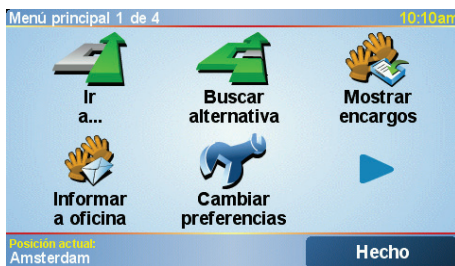 Menú principal 1 de 4
10:10am
Ir
a...
Buscar
alternativa
Mostrar
encargos
Informar
a oficina
Cambiar
preferencias
Posición actual:
Amsterdam
Hecho